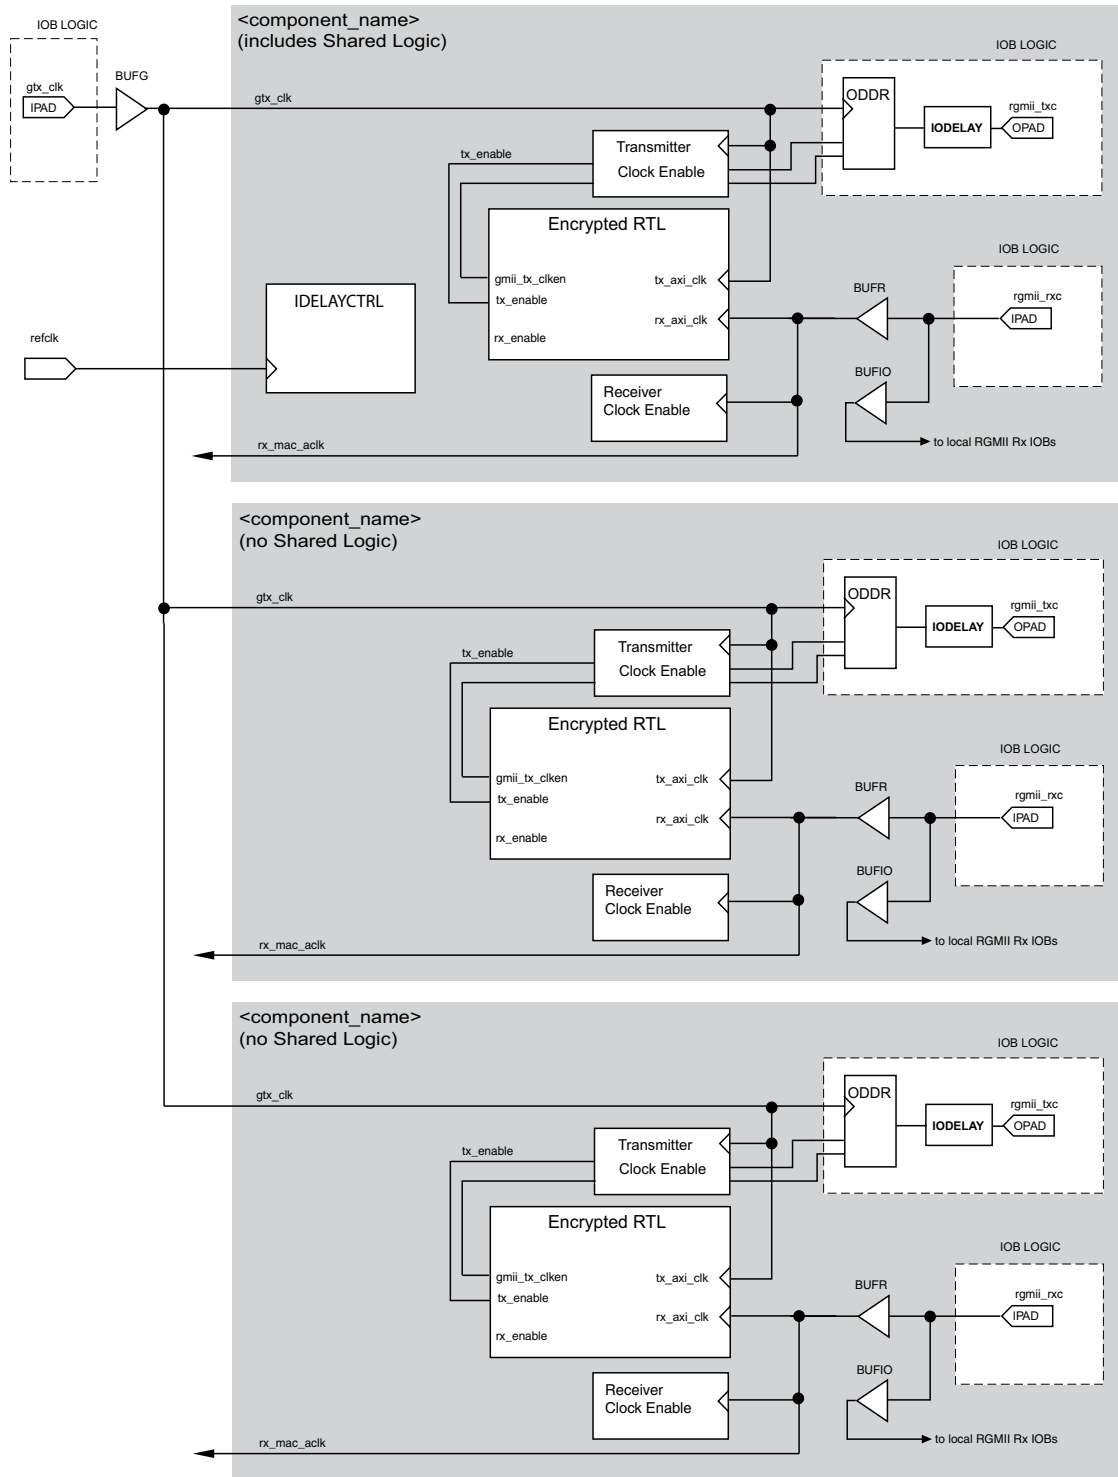 IOB LOGIC
gtx_clk
IPAD
BUFG
refclk
<component_name>
(includes Shared Logic)
IOB LOGIC
gtx_clk
ODDR
IODELAY
rgmii_txc
OPAD
tx_enable
Transmitter
Clock Enable
Encrypted RTL
gmii_tx_clken
tx_axi_clk
tx_enable
rx_axi_clk
rx_enable
IOB LOGIC
BUFR
rgmii_rxc
IPAD
IDELAYCTRL
BUFIO
Receiver
Clock Enable
to local RGMII Rx IOBs
rx_mac_aclk
<component_name>
(no Shared Logic)
IOB LOGIC
gtx_clk
ODDR
IODELAY
rgmii_txc
OPAD
tx_enable
Transmitter
Clock Enable
Encrypted RTL
gmii_tx_clken
tx_axi_clk
tx_enable
rx_axi_clk
rx_enable
IOB LOGIC
BUFR
rgmii_rxc
IPAD
BUFIO
Receiver
Clock Enable
to local RGMII Rx IOBs
rx_mac_aclk
<component_name>
(no Shared Logic)
IOB LOGIC
gtx_clk
ODDR
IODELAY
rgmii_txc
OPAD
tx_enable
Transmitter
Clock Enable
Encrypted RTL
gmii_tx_clken
tx_axi_clk
tx_enable
rx_axi_clk
rx_enable
IOB LOGIC
BUFR
rgmii_rxc
IPAD
BUFIO
Receiver
Clock Enable
to local RGMII Rx IOBs
rx_mac_aclk